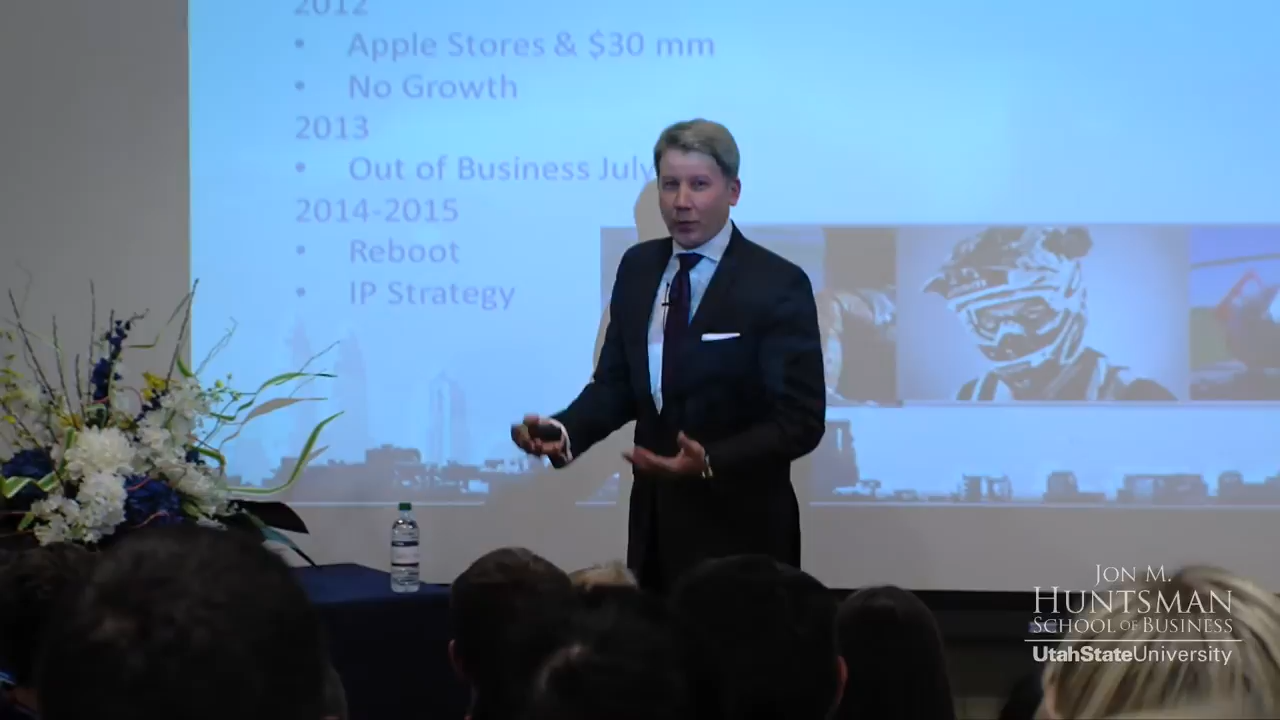 2012
• Apple Stores & $30 mm
• No Growth
2013
• Out of Business July
2014-2015
• Reboot
• IP Strategy
JON M.
HUNTSMAN
SCHOOL OF BUSINESS
UtahStateUniversity